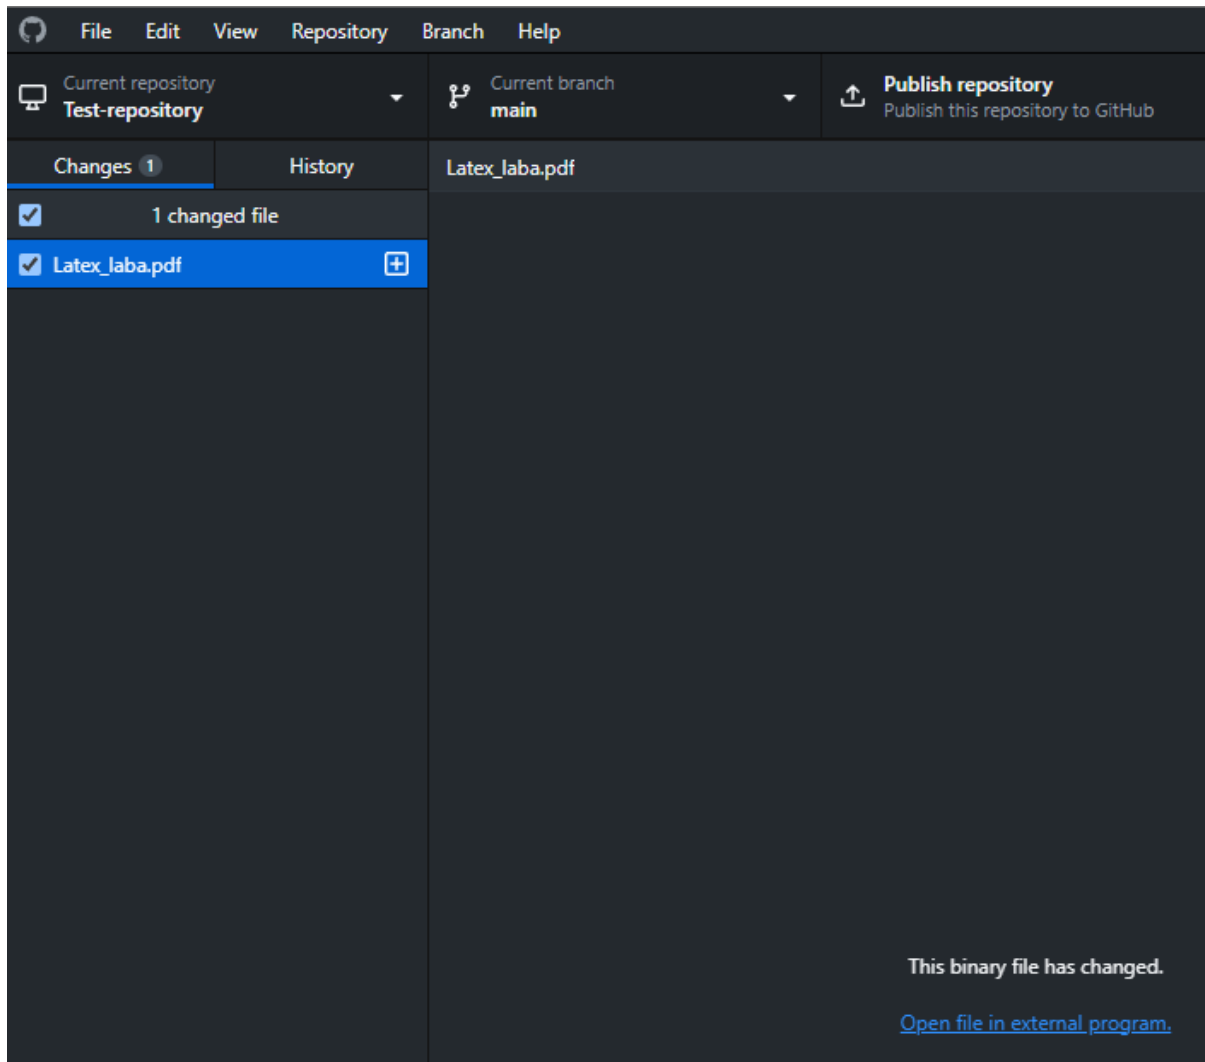 File Edit View Repository Branch Help
Current repository
Test-repository
Current branch
main
Publish repository
Publish this repository to GitHub
Changes 1
History
Latex_laba.pdf
1 changed file
Latex_laba.pdf
This binary file has changed.
Open file in external program.